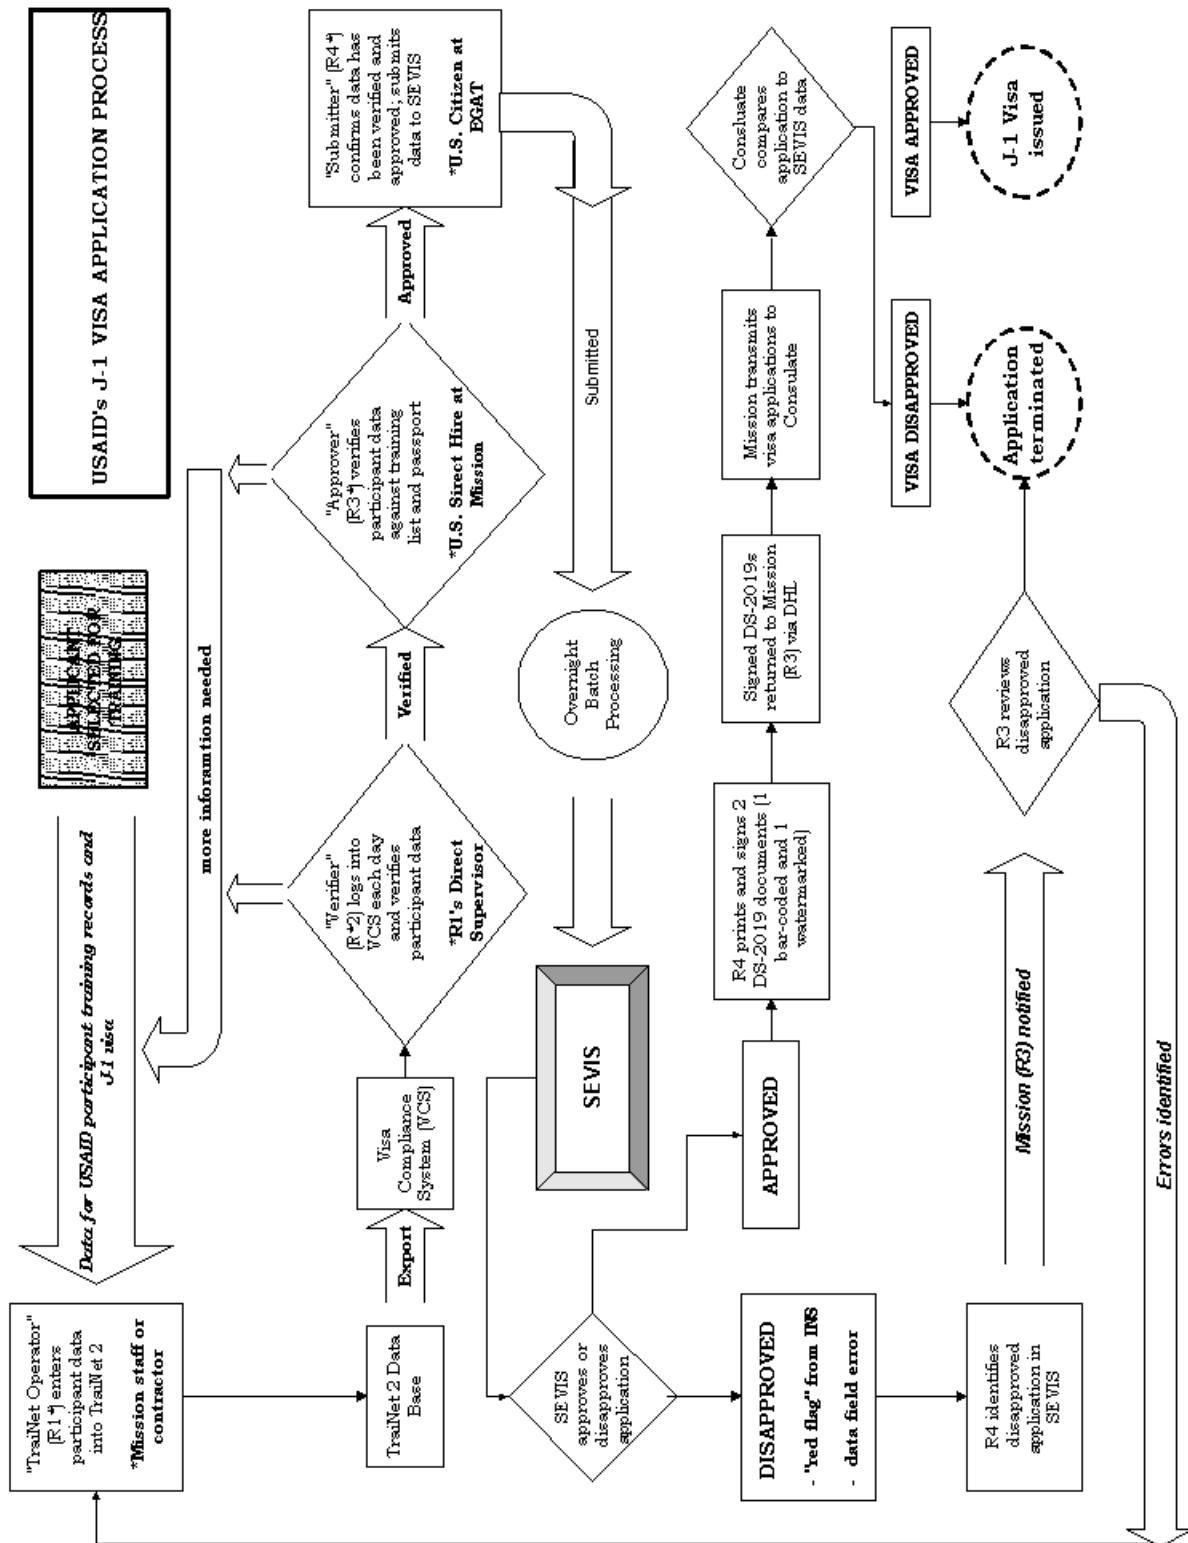 USAID's J-1 VISA APPLICATION PROCESS
APPLICANT
SELECTED FOR
TRAINING
Data for USAID participant training records and
J-1 visa
more inforamtion needed
"TraiNet Operator"
(R1*) enters
participant data
into TraiNet 2
*Mission staff or
contractor
TraiNet 2 Data
Base
Export
Visa
Compliance
System (VCS)
"Verifier"
(R*2) logs into
VCS each day
and verifies
participant data
*R1's Direct
Supervisor
Verified
"Approver"
(R3*) verifies
participant data
against training
list and passport
*U.S. Sirect Hire at
Mission
Approved
"Submitter" (R4*)
confirms data has
been verified and
approved; submits
data to SEVIS
*U.S. Citizen at
EGAT
Submitted
Overnight
Batch
Processing
SEVIS
SEVIS
approves or
disapproves
application
APPROVED
R4 prints and signs 2
DS-2019 documents (1
bar-coded and 1
watermarked)
Signed DS-2019s
returned to Mission
(R3) via DHL
Mission transmits
visa applications to
Consulate
Consluate
compares
application to
SEVIS data
VISA APPROVED
J-1 Visa
issued
VISA DISAPPROVED
Application
terminated
DISAPPROVED
- "red flag" from INS
- data field error
R4 identifies
disapproved
application in
SEVIS
Mission (R3) notified
R3 reviews
disapproved
application
Errors identified